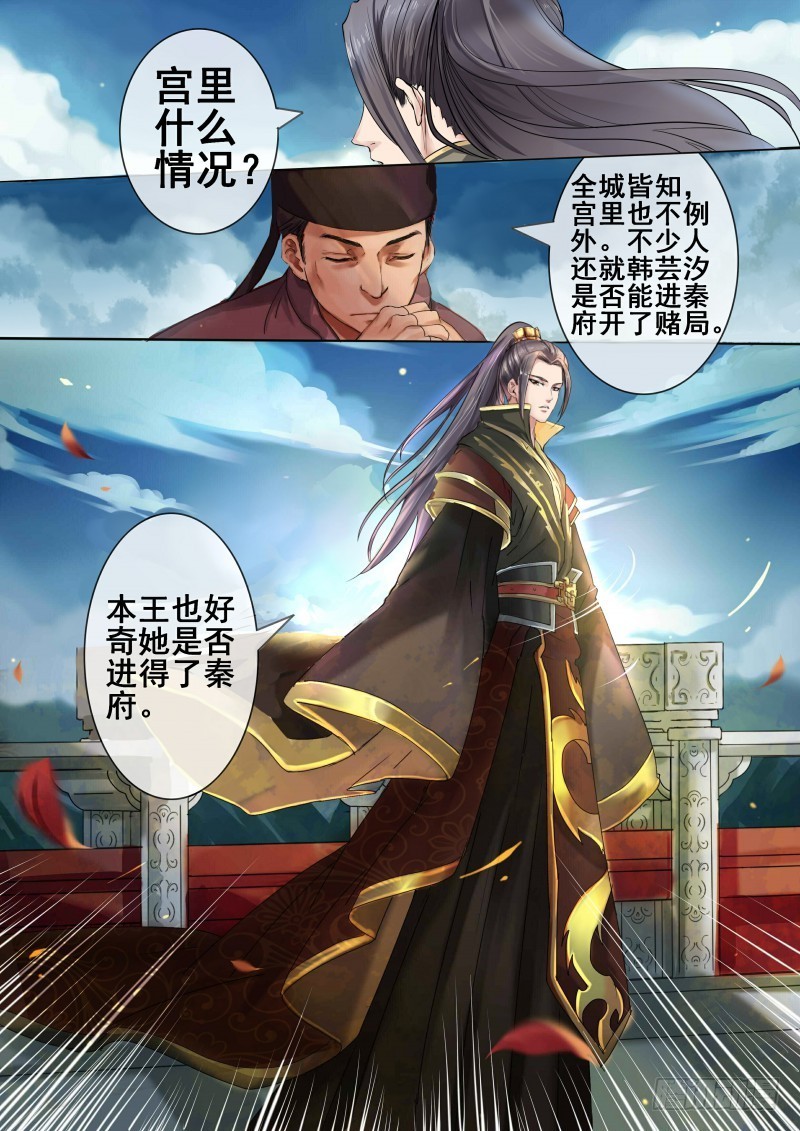 宫里
什么
情况？
全城皆知，
宫里也不例
外。不少人
还就韩芸汐
是否能进秦
府开了赌局。
本王也好
奇她是否
进得了秦
府。